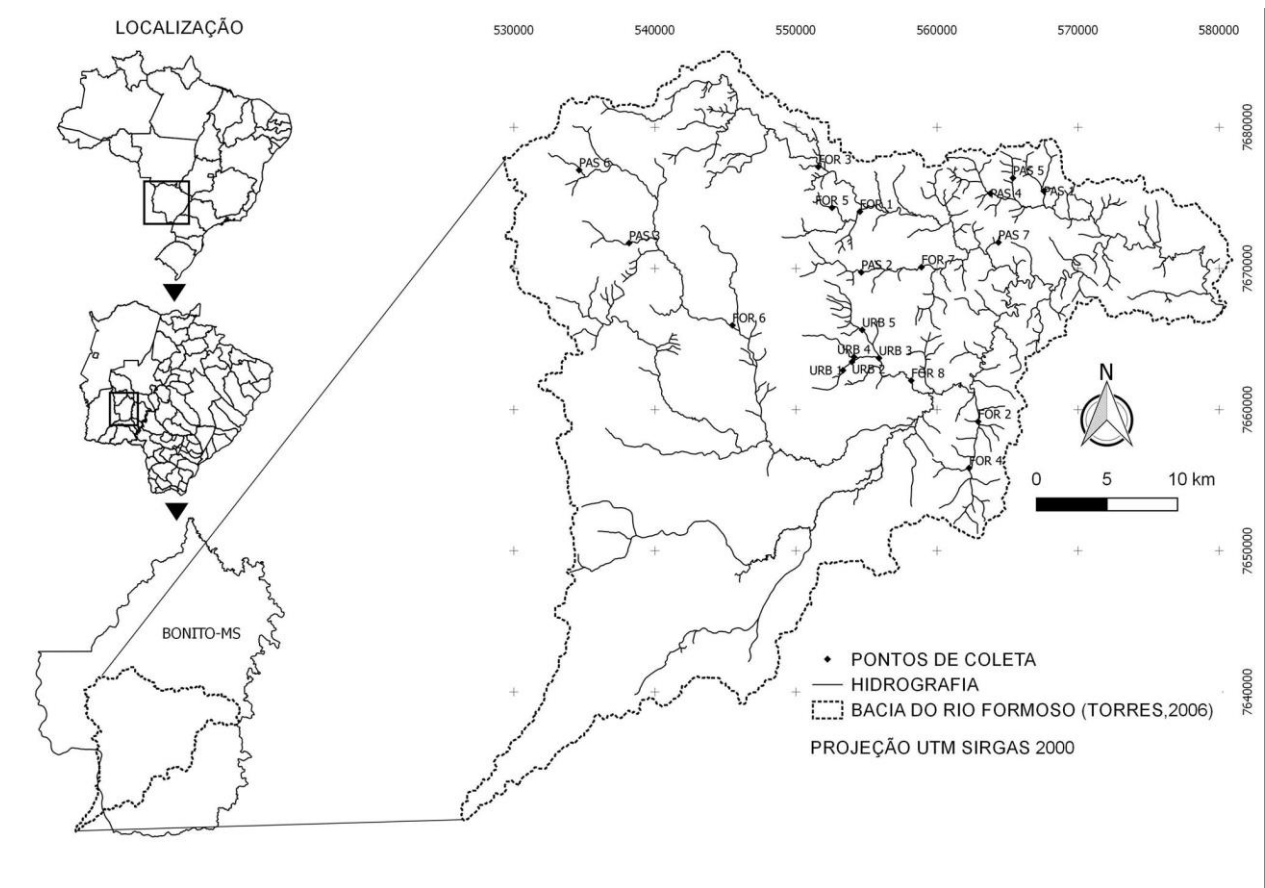 LOCALIZAÇÃO
530000
540000
550000
560000
570000
580000
7680000
7670000
7660000
7650000
7640000
PAS 6
FOR 3
PAS 5
PAS 4
PAS 1
FOR 5
FOR 1
PAS 3
PAS 7
PAS 2
FOR 7
FOR 6
URB 5
URB 4
URB 3
URB 1
URB 2
FOR 8
FOR 2
FOR 4
N
0 5 10 km
BONITO-MS
PONTOS DE COLETA
HIDROGRAFIA
BACIA DO RIO FORMOSO (TORRES,2006)
PROJEÇÃO UTM SIRGAS 2000